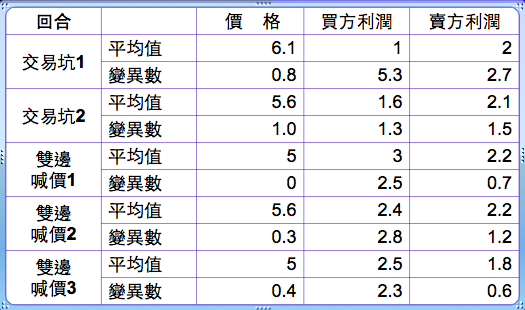 回合 價 格 買方利潤 賣方利潤
交易坑1 平均值 6.1 1 2
變異數 0.8 5.3 2.7
交易坑2 平均值 5.6 1.6 2.1
變異數 1.0 1.3 1.5
雙邊喊價1 平均值 5 3 2.2
變異數 0 2.5 0.7
雙邊喊價2 平均值 5.6 2.4 2.2
變異數 0.3 2.8 1.2
雙邊喊價3 平均值 5 2.5 1.8
變異數 0.4 2.3 0.6